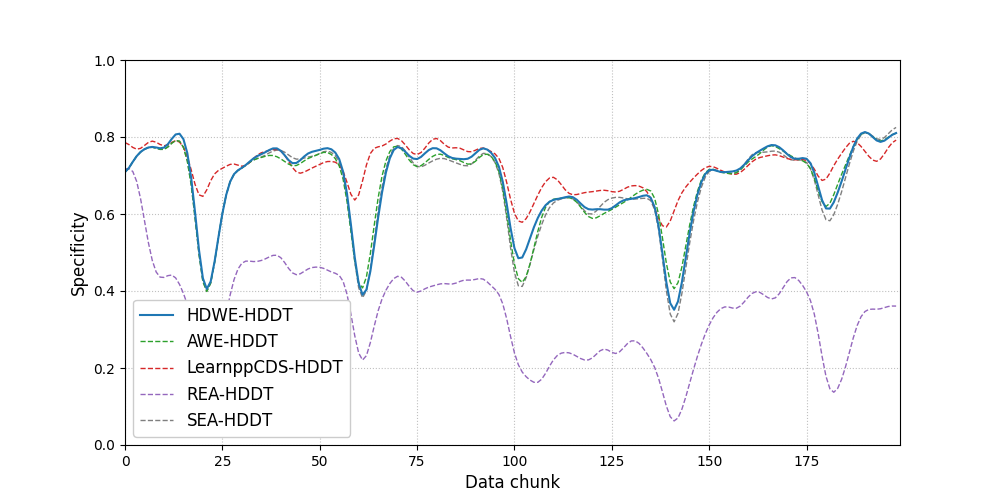 1.0
0.8
0.6
0.4
0.2
0.0
Specificity
HDWE-HDDT
AWE-HDDT
LearnppCDS-HDDT
REA-HDDT
SEA-HDDT
0 25 50 75 100 125 150 175
Data chunk